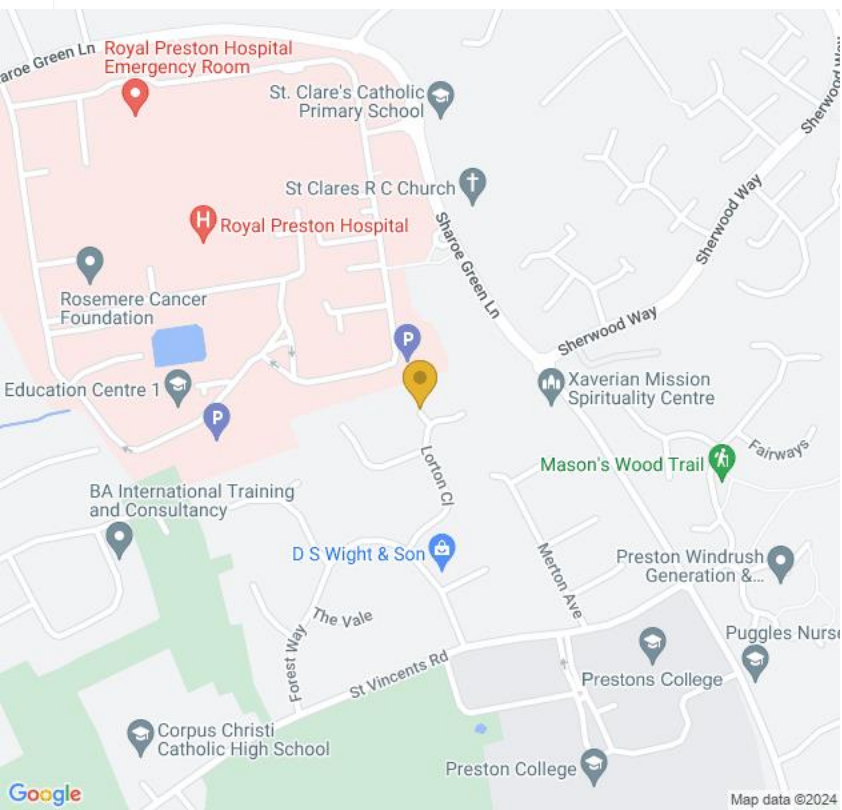 aroe Green Ln
Royal Preston Hospital
Emergency Room
St. Clare's Catholic
Primary School
Sherwood Way
St Clares R C Church
Sherwood Way
H
Royal Preston Hospital
Sharoe Green Ln
Rosemere Cancer
Foundation
Sherwood Way
P
Education Centre 1
Xaverian Mission
Spirituality Centre
P
Fairways
Mason's Wood Trail
Lorton Cl
BA International Training
and Consultancy
D S Wight & Son
Merton Ave
Preston Windrush
Generation &...
The Vale
Puggles Nurse
Forest Way
St Vincents Rd
Prestons College
Corpus Christi
Catholic High School
Preston College
Google
Map data ©2024